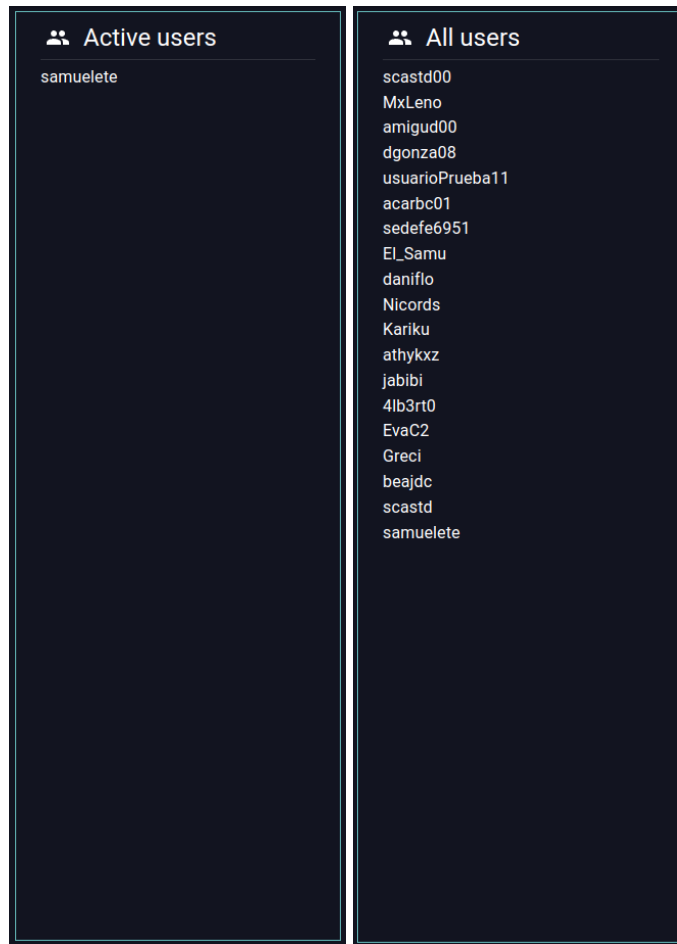 Active users
samuelete
All users
scastd00
MxLeno
amigud00
dgonza08
usuarioPrueba11
acarbc01
sedefe6951
El_Samu
daniflo
Nicords
Kariku
athykxz
jabibi
4lb3rt0
EvaC2
Greci
beajdc
scastd
samuelete